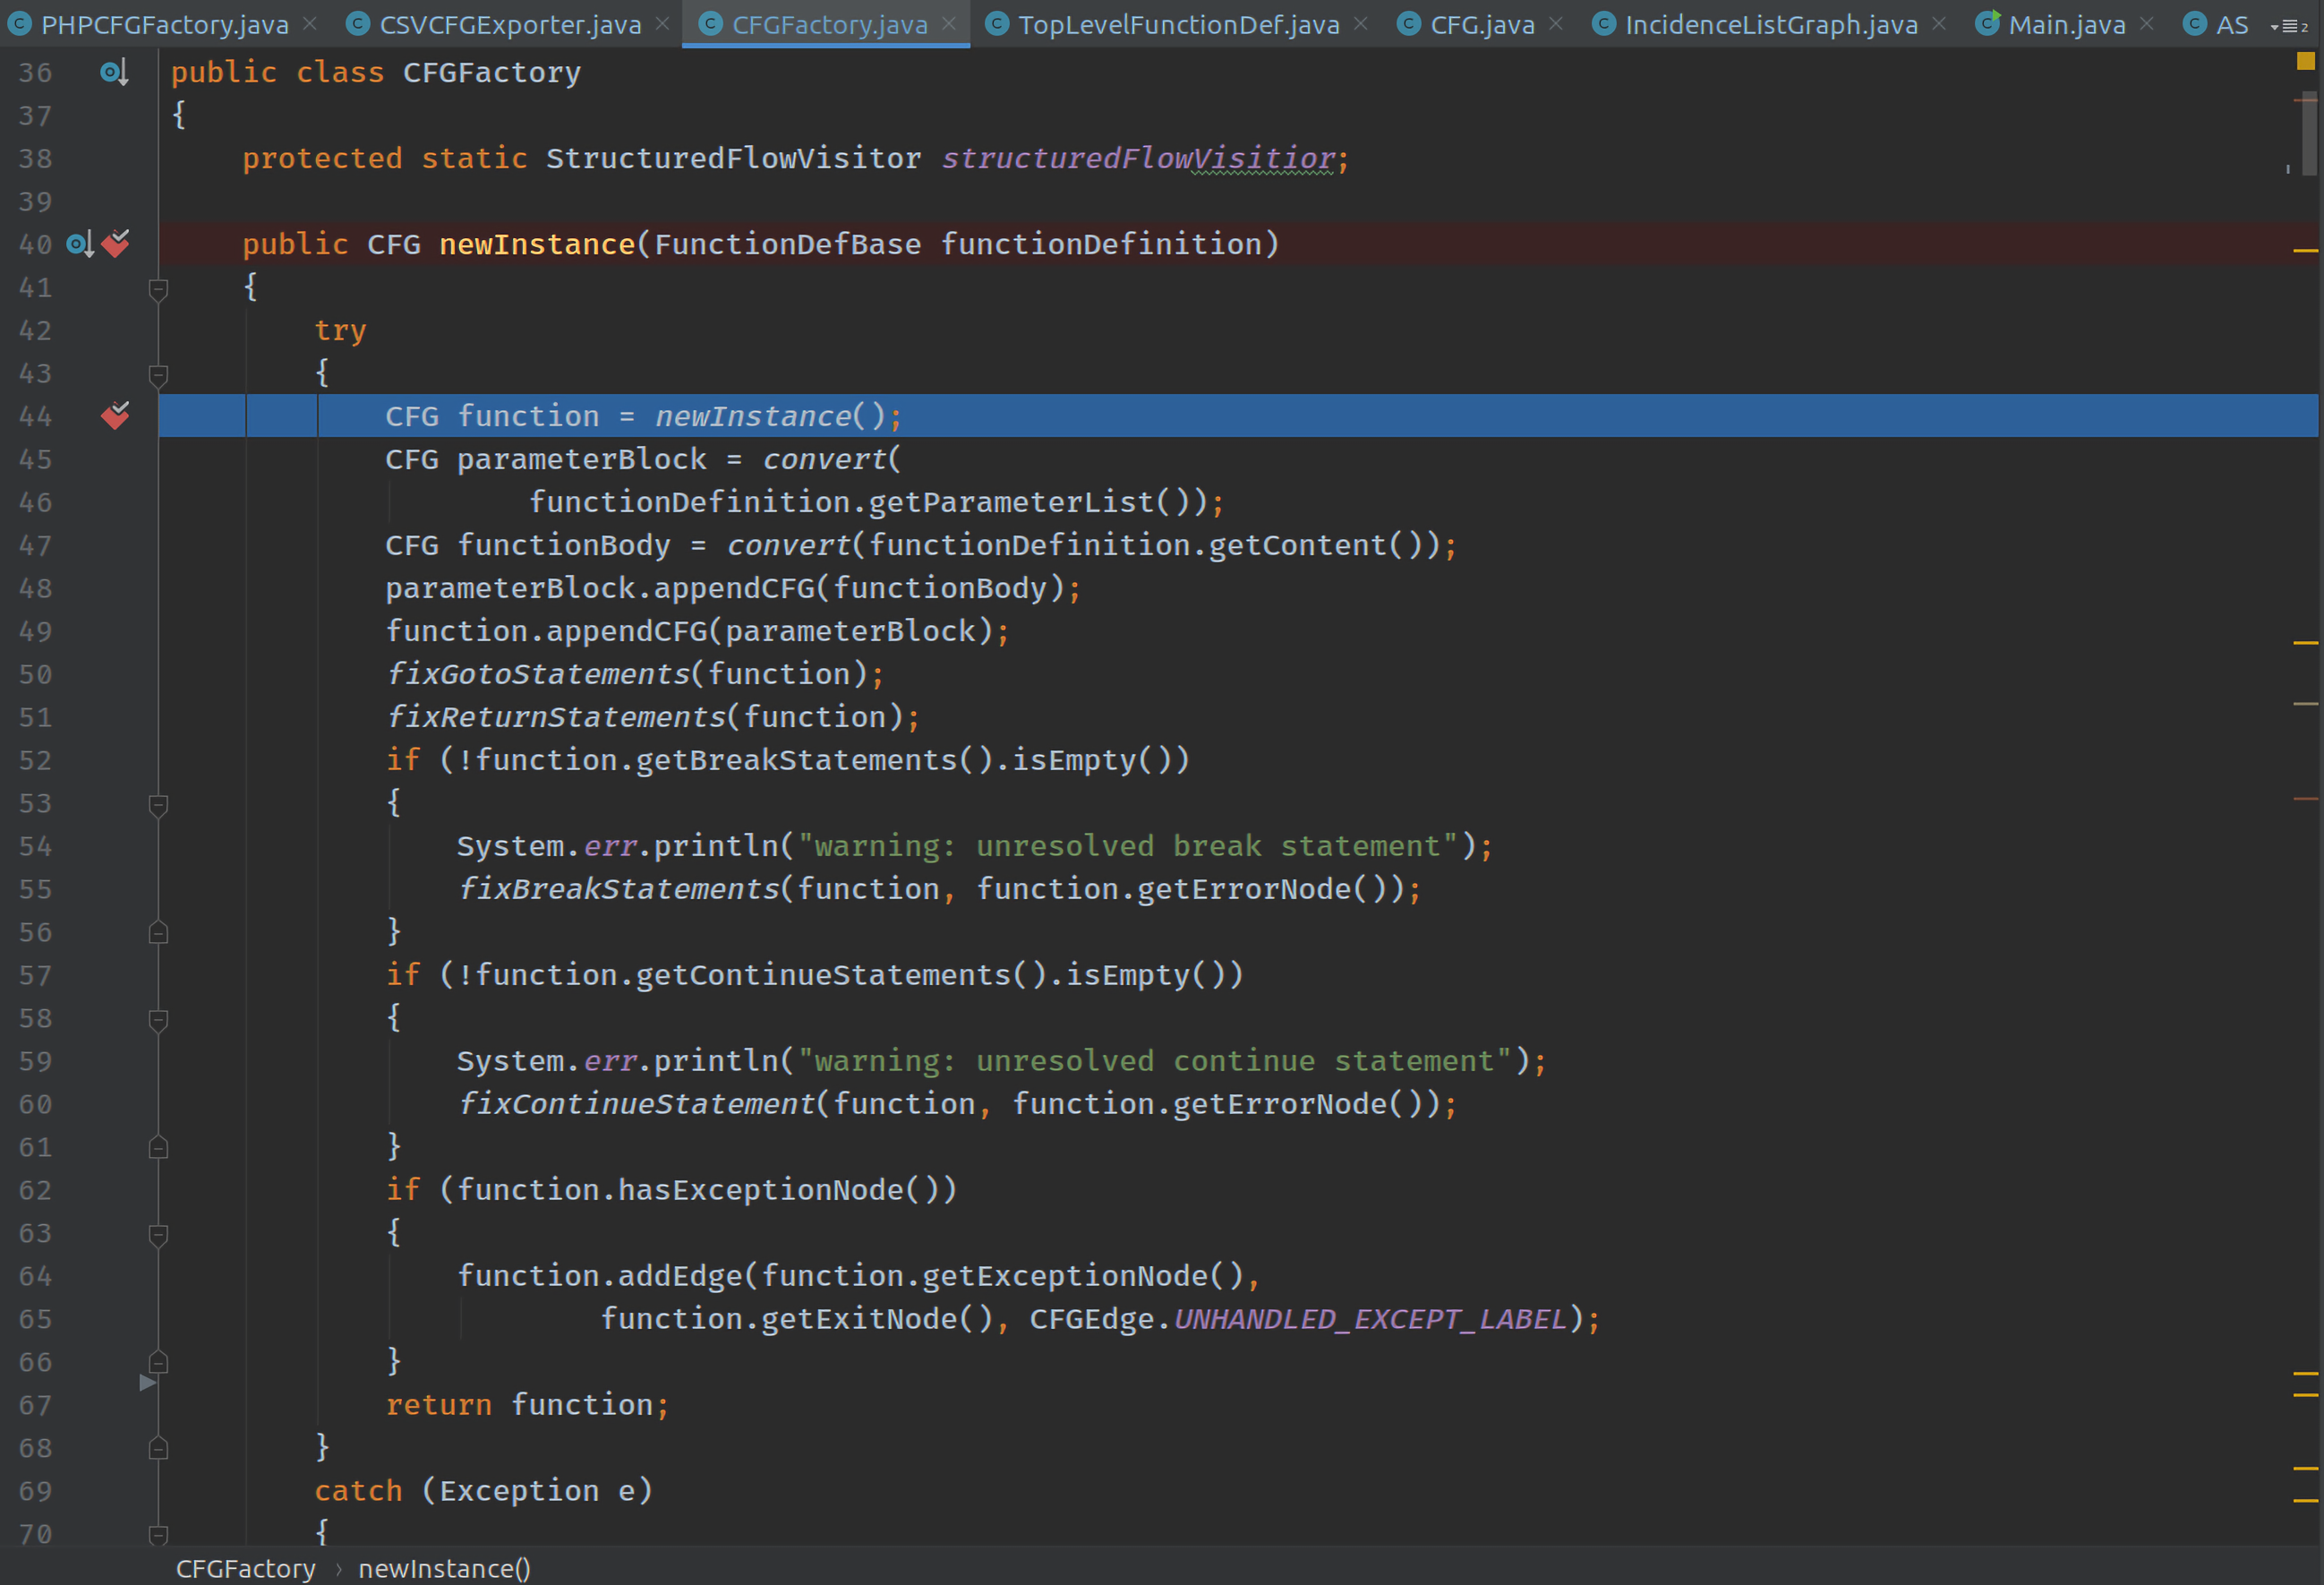 PHPCFGFactory.java CSVCFGExporter.java CFGFactory.java TopLevelFunctionDef.java CFG.java IncidenceListGraph.java Main.java AS 2
36 public class CFGFactory
37 {
38 protected static StructuredFlowVisitor structuredFlowVisitior;
39
40 public CFG newInstance(FunctionDefBase functionDefinition)
41 {
42 try
43 {
44 CFG function = newInstance();
45 CFG parameterBlock = convert(
46 functionDefinition.getParameterList());
47 CFG functionBody = convert(functionDefinition.getContent());
48 parameterBlock.appendCFG(functionBody);
49 function.appendCFG(parameterBlock);
50 fixGotoStatements(function);
51 fixReturnStatements(function);
52 if (!function.getBreakStatements().isEmpty())
53 {
54 System.err.println("warning: unresolved break statement");
55 fixBreakStatements(function, function.getErrorNode());
56 }
57 if (!function.getContinueStatements().isEmpty())
58 {
59 System.err.println("warning: unresolved continue statement");
60 fixContinueStatement(function, function.getErrorNode());
61 }
62 if (function.hasExceptionNode())
63 {
64 function.addEdge(function.getExceptionNode(),
65 function.getExitNode(), CFGEdge.UNHANDLED_EXCEPT_LABEL);
66 }
67 return function;
68 }
69 catch (Exception e)
70 {
CFGFactory › newInstance()